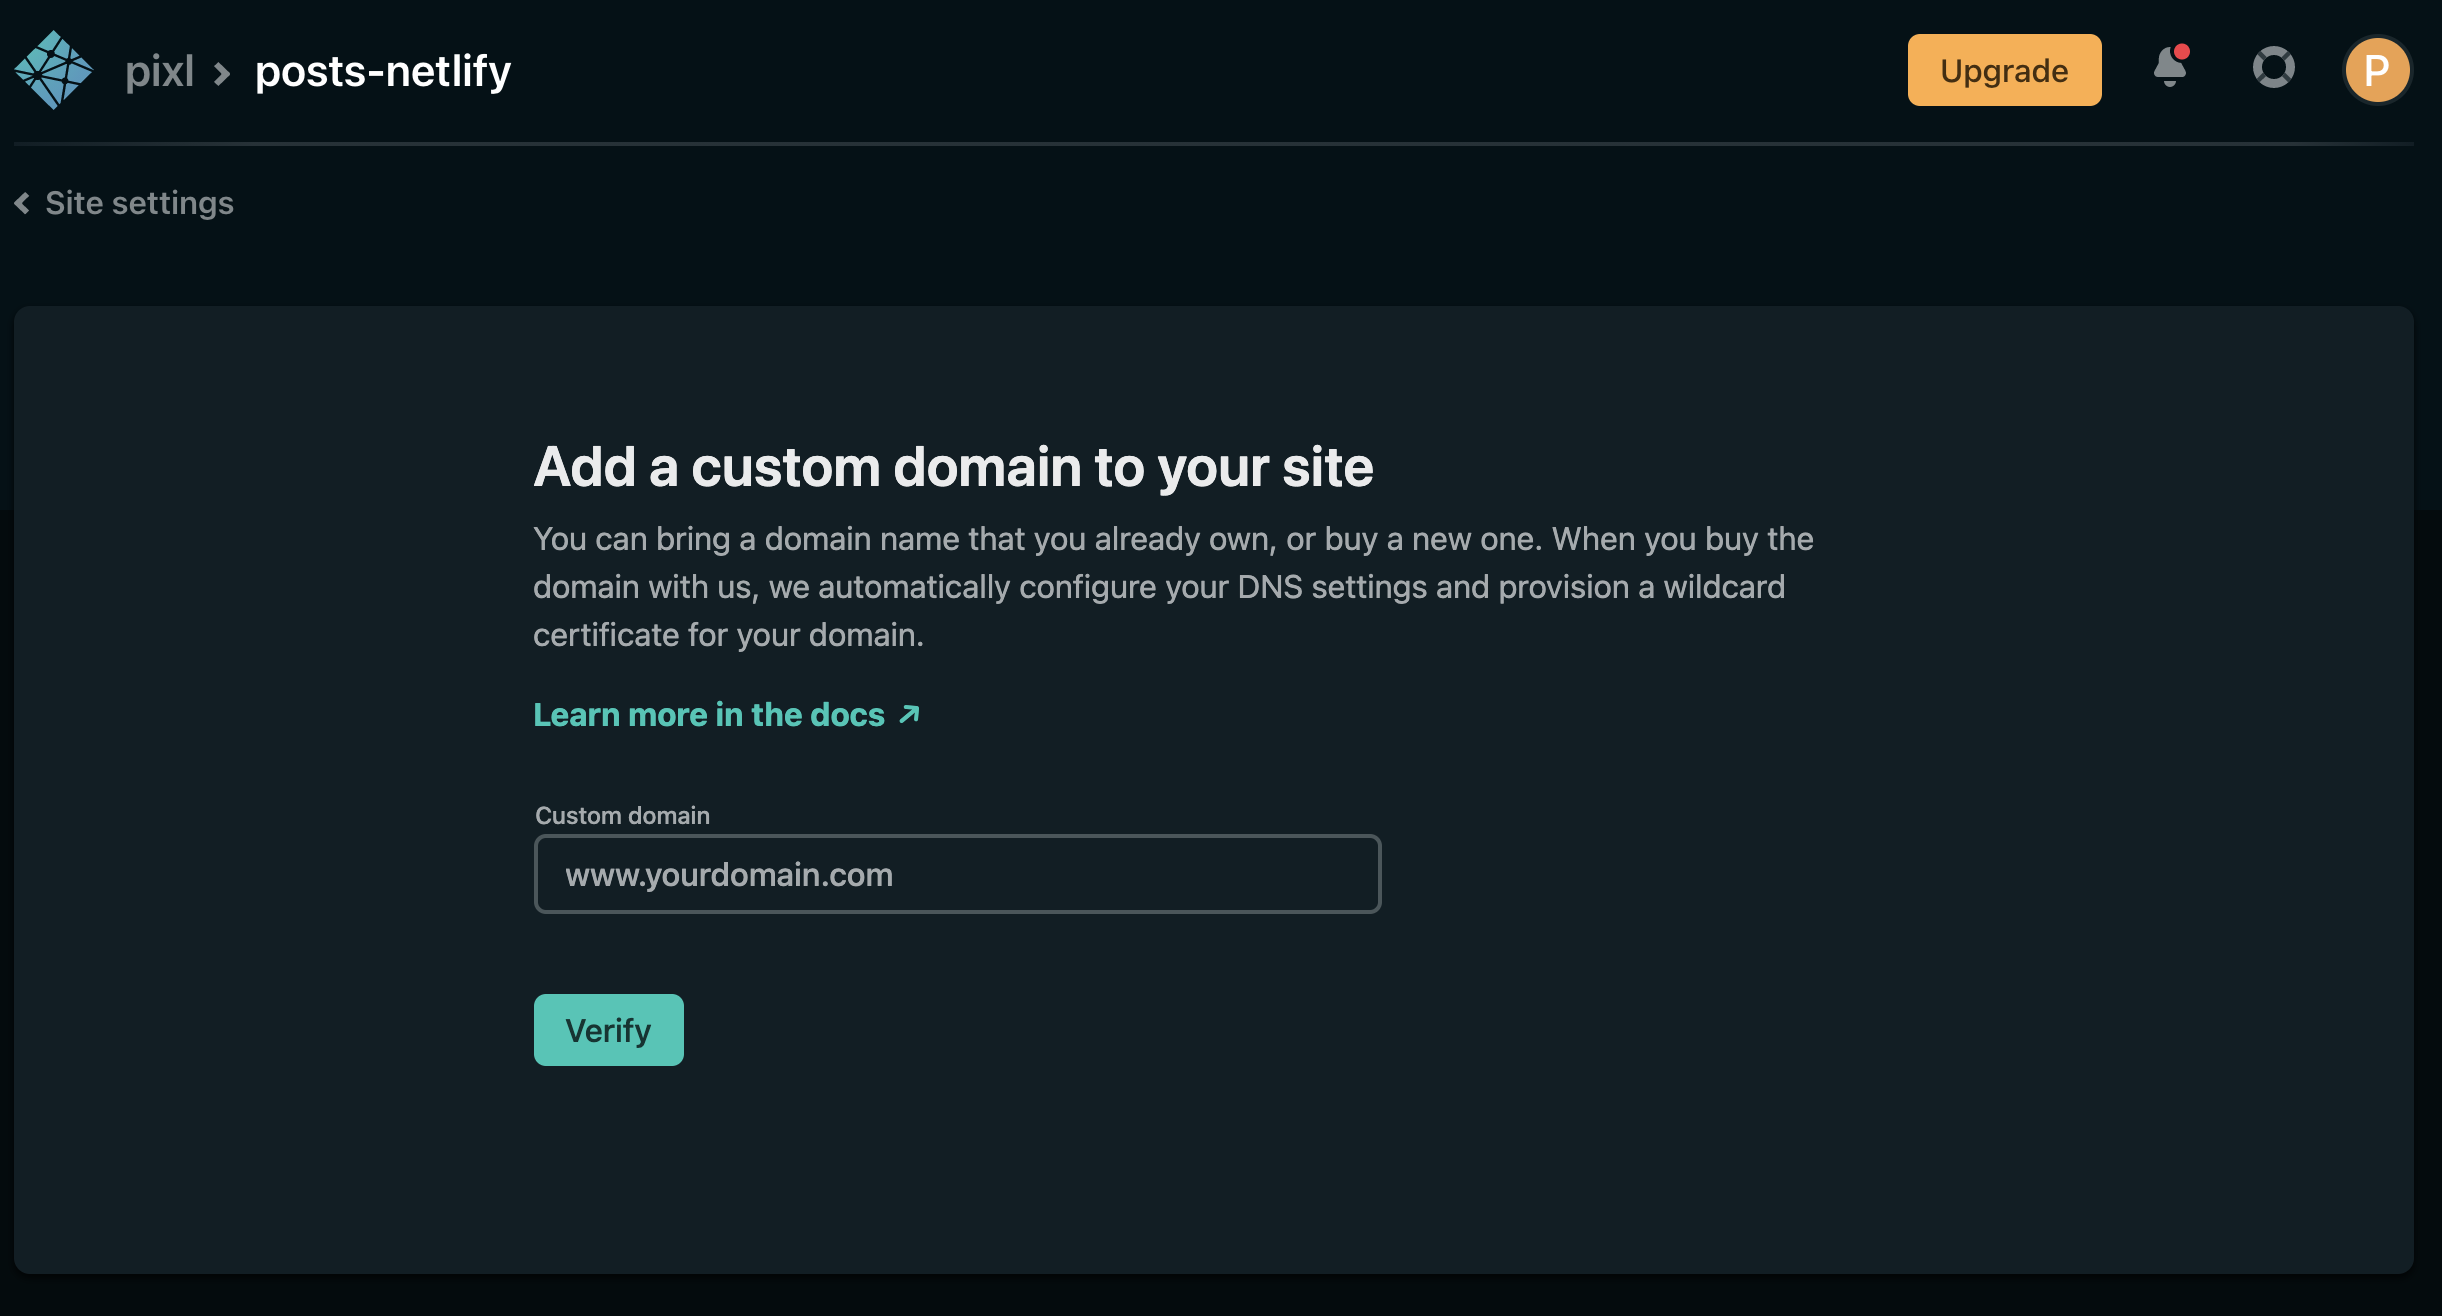 pixl > posts-netlify
Upgrade
P
Site settings
Add a custom domain to your site
You can bring a domain name that you already own, or buy a new one. When you buy the
domain with us, we automatically configure your DNS settings and provision a wildcard
certificate for your domain.
Learn more in the docs
Custom domain
www.yourdomain.com
Verify